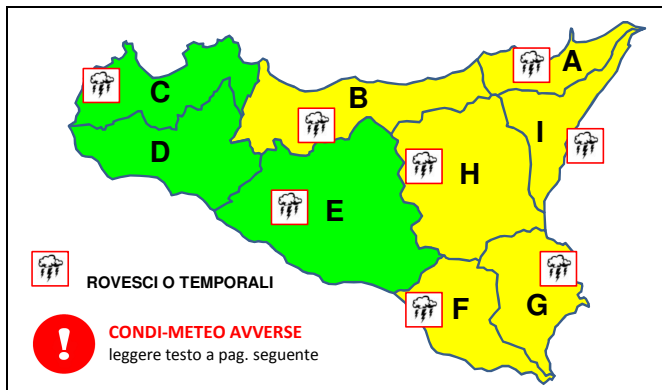 A
B
C
I
D
H
E
F
G
ROVESCI O TEMPORALI
!
CONDI-METEO AVVERSE
leggere testo a pag. seguente